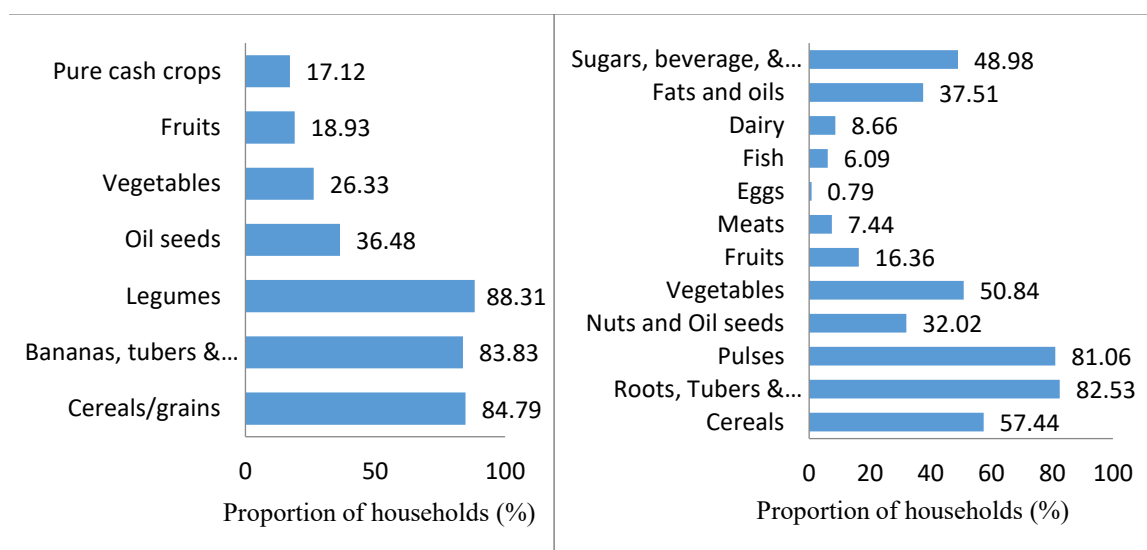 Pure cash crops 17.12
Fruits 18.93
Vegetables 26.33
Oil seeds 36.48
Legumes 88.31
Bananas, tubers &... 83.83
Cereals/grains 84.79
0 50 100
Proportion of households (%)
Sugars, beverage, &... 48.98
Fats and oils 37.51
Dairy 8.66
Fish 6.09
Eggs 0.79
Meats 7.44
Fruits 16.36
Vegetables 50.84
Nuts and Oil seeds 32.02
Pulses 81.06
Roots, Tubers &... 82.53
Cereals 57.44
0 20 40 60 80 100
Proportion of households (%)